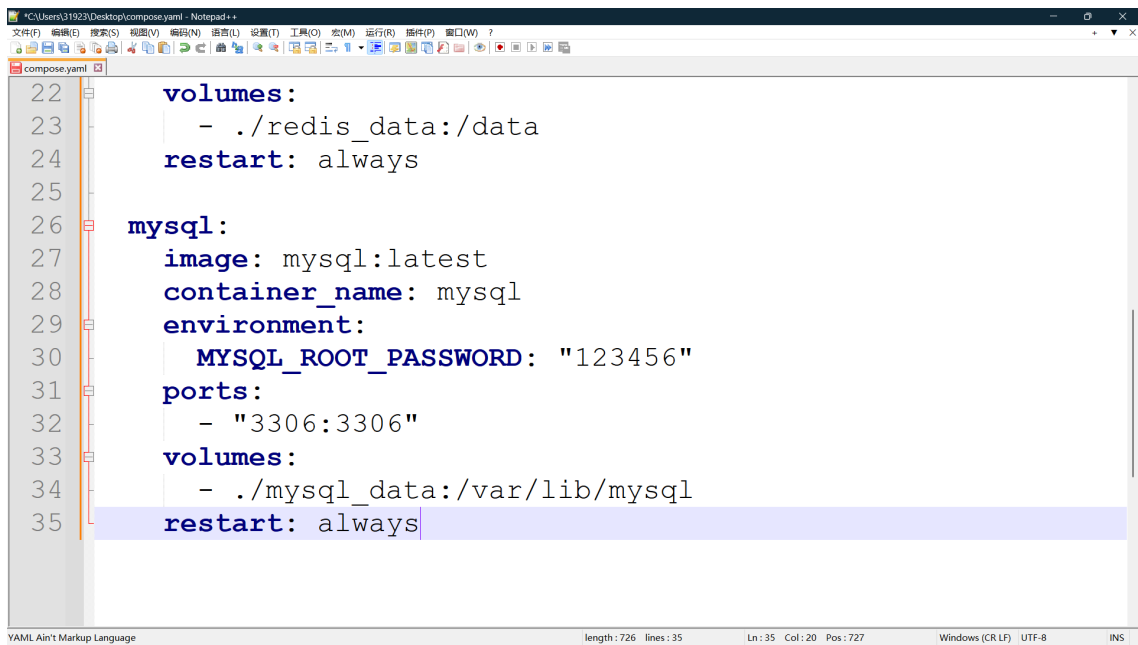 *C:\Users\31923\Desktop\compose.yaml - Notepad++
文件(F) 编辑(E) 搜索(S) 视图(V) 编码(N) 语言(L) 设置(T) 工具(O) 宏(M) 运行(R) 插件(P) 窗口(W) ?
compose.yaml
22 volumes:
23 - ./redis_data:/data
24 restart: always
25
26 mysql:
27 image: mysql:latest
28 container_name: mysql
29 environment:
30 MYSQL_ROOT_PASSWORD: "123456"
31 ports:
32 - "3306:3306"
33 volumes:
34 - ./mysql_data:/var/lib/mysql
35 restart: always
YAML Ain't Markup Language length : 726 lines : 35 Ln : 35 Col : 20 Pos : 727 Windows (CR LF) UTF-8 INS